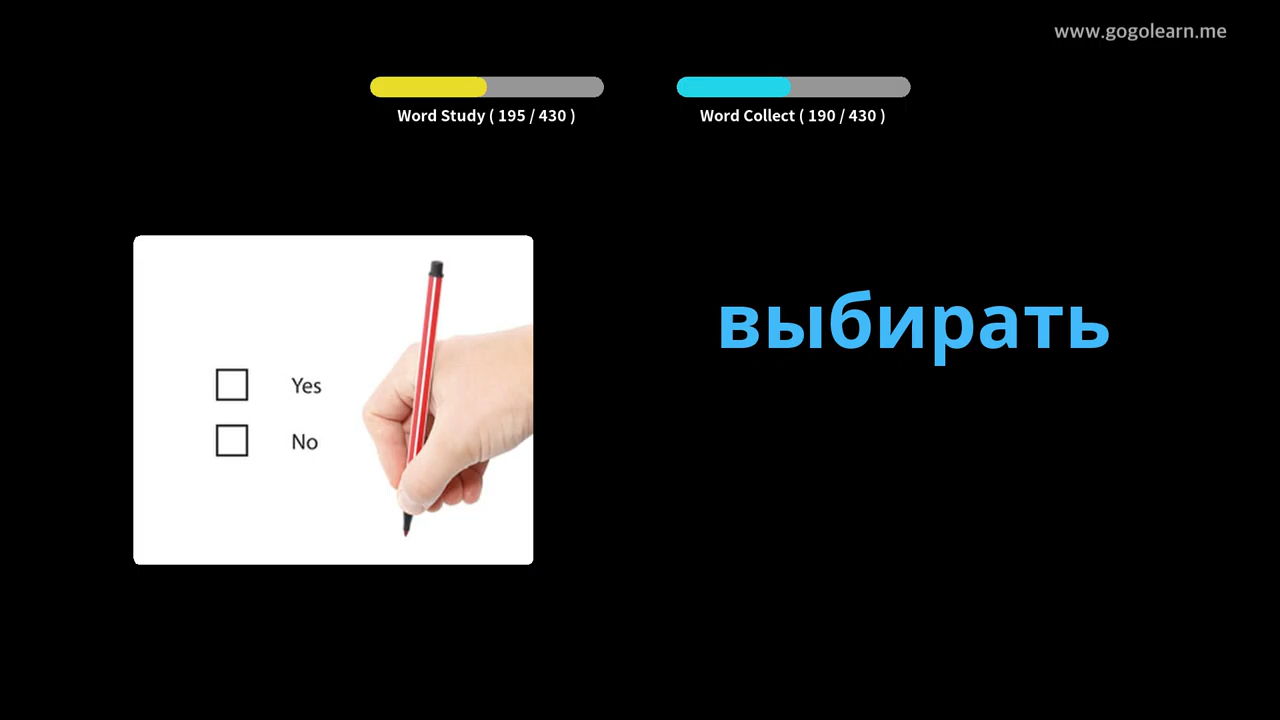 www.gogolearn.me
Word Study ( 195 / 430 )
Word Collect ( 190 / 430 )
выбирать
Yes
No